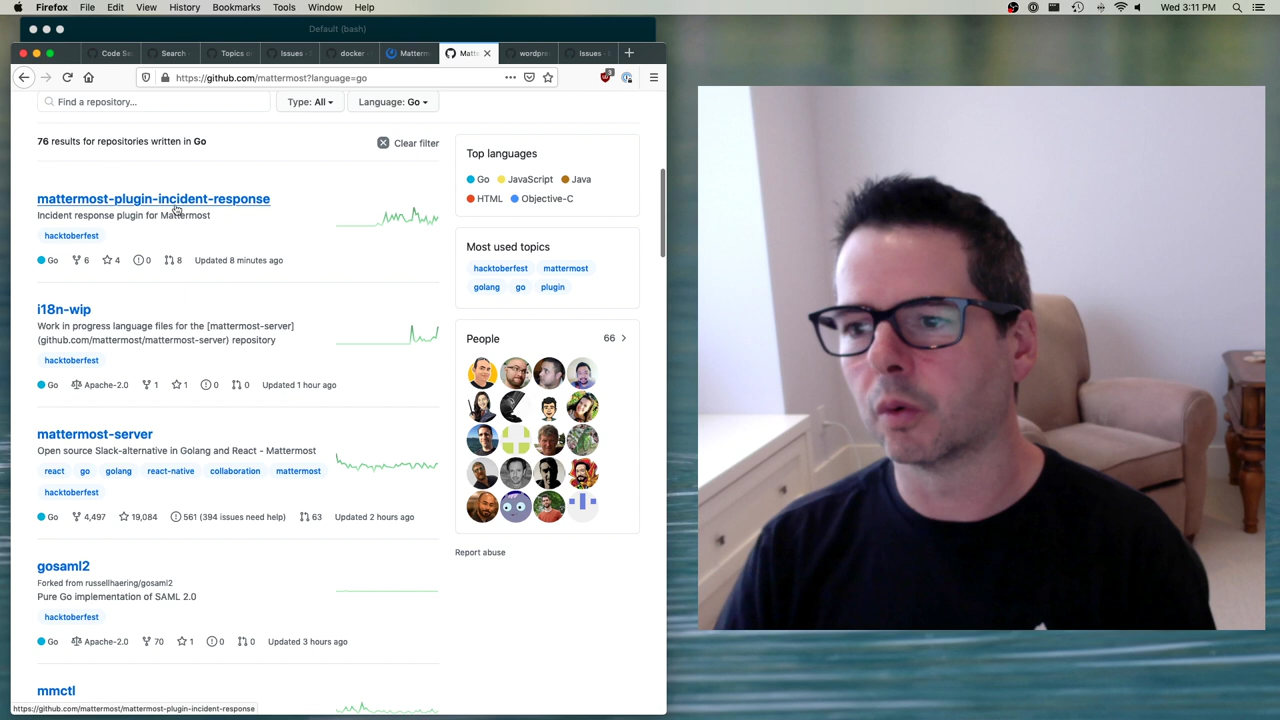 Firefox File Edit View History Bookmarks Tools Window Help
Wed 3:11 PM
Default (bash)
Code Se
Search ·
Topics o
Issues ·
docker
Matterm
Matt
wordpre
Issues ·
https://github.com/mattermost?language=go
Find a repository...
Type: All
Language: Go
76 results for repositories written in Go
Clear filter
mattermost-plugin-incident-response
Incident response plugin for Mattermost
hacktoberfest
Go 6 4 0 8 Updated 8 minutes ago
i18n-wip
Work in progress language files for the [mattermost-server]
(github.com/mattermost/mattermost-server) repository
hacktoberfest
Go Apache-2.0 1 1 0 0 Updated 1 hour ago
mattermost-server
Open source Slack-alternative in Golang and React - Mattermost
react go golang react-native collaboration mattermost
hacktoberfest
Go 4,497 19,084 561 (394 issues need help) 63 Updated 2 hours ago
gosaml2
Forked from russellhaering/gosaml2
Pure Go implementation of SAML 2.0
hacktoberfest
Go Apache-2.0 70 1 0 0 Updated 3 hours ago
mmctl
https://github.com/mattermost/mattermost-plugin-incident-response
Top languages
Go JavaScript Java
HTML Objective-C
Most used topics
hacktoberfest mattermost
golang go plugin
People 66
Report abuse